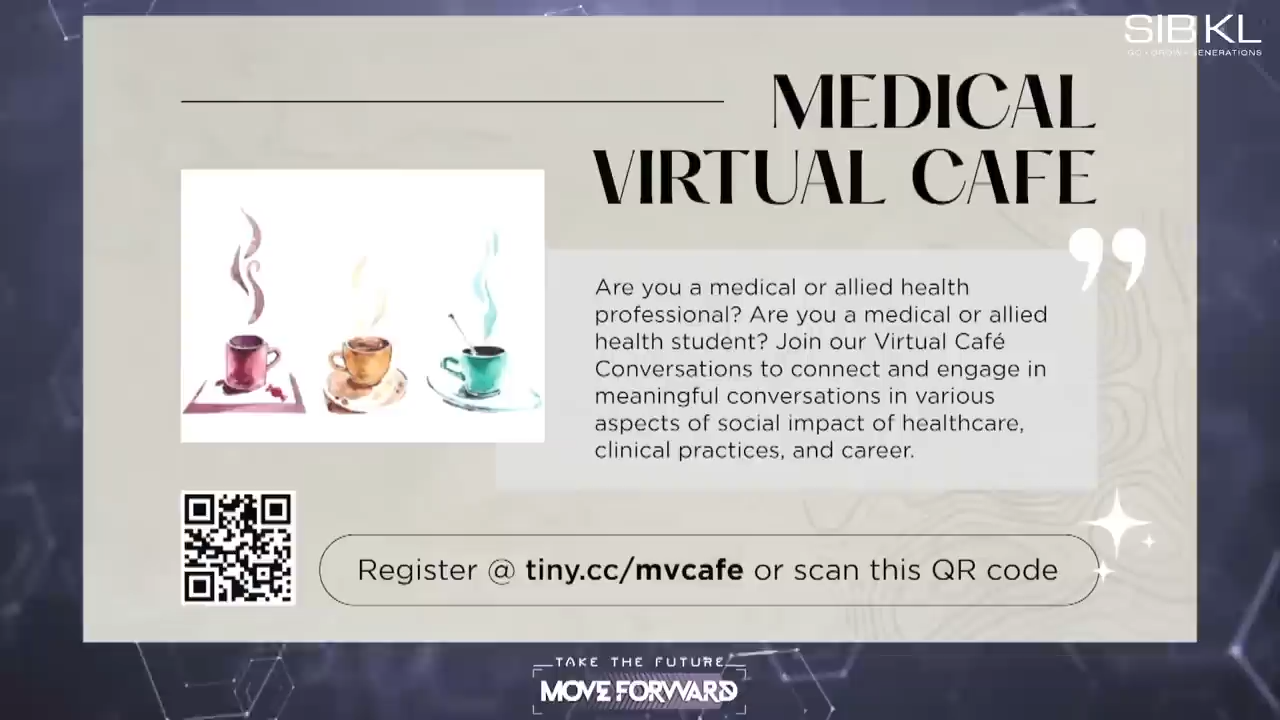 SIBKL
MEDICAL
VIRTUAL CAFE
Are you a medical or allied health
professional? Are you a medical or allied
health student? Join our Virtual Café
Conversations to connect and engage in
meaningful conversations in various
aspects of social impact of healthcare,
clinical practices, and career.
Register @ tiny.cc/mvcafe or scan this QR code
TAKE THE FUTURE
MOVE FORWARD